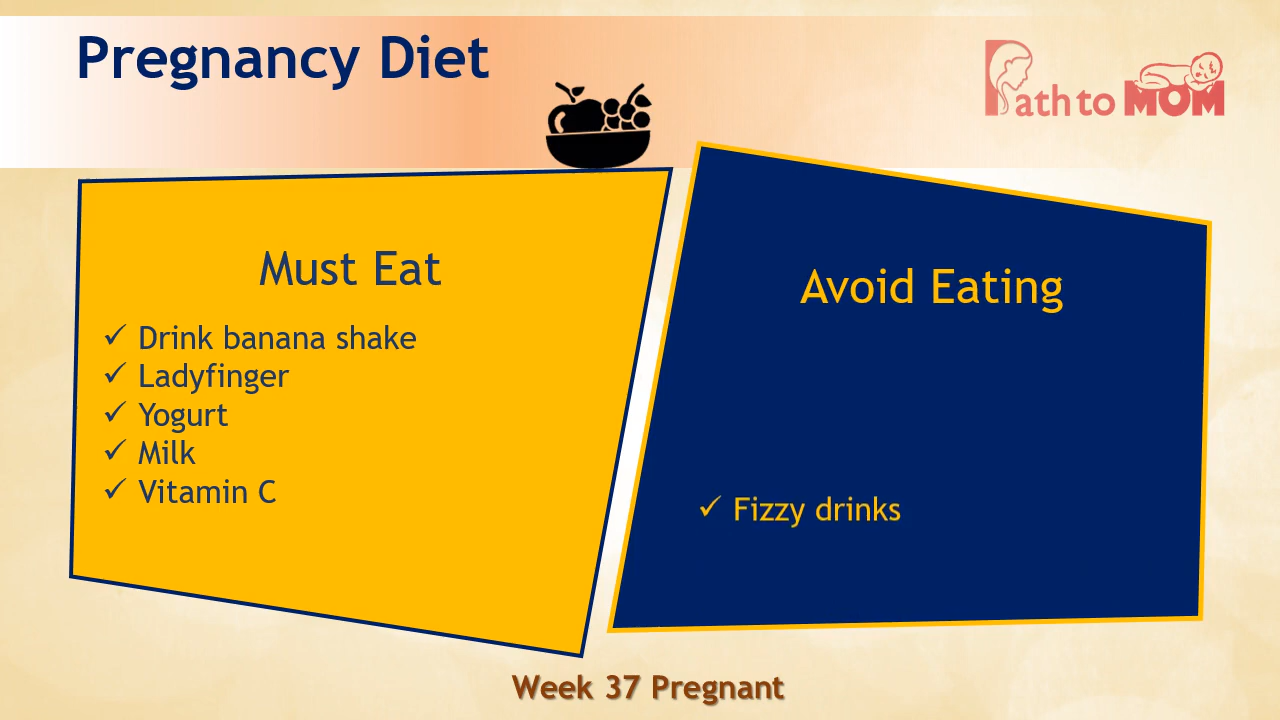 Pregnancy Diet
Path to MOM
Must Eat
✓ Drink banana shake
✓ Ladyfinger
✓ Yogurt
✓ Milk
✓ Vitamin C
Avoid Eating
✓ Fizzy drinks
Week 37 Pregnant